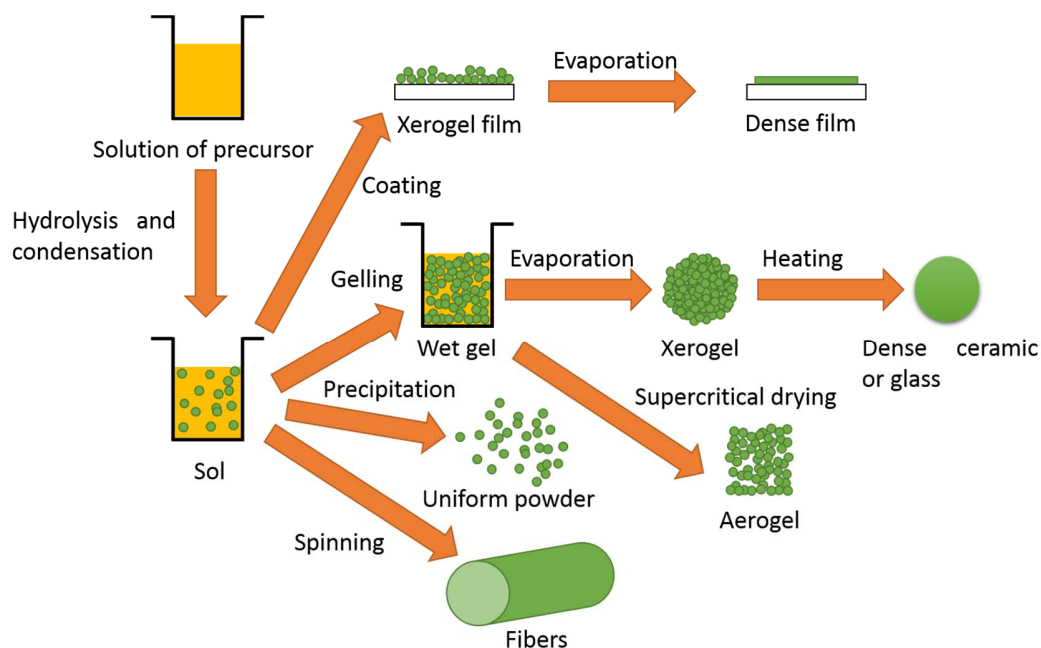 Solution of precursor
Hydrolysis and
condensation
Sol
Coating
Xerogel film
Evaporation
Dense film
Gelling
Wet gel
Evaporation
Xerogel
Heating
Dense ceramic
or glass
Supercritical drying
Aerogel
Precipitation
Uniform powder
Spinning
Fibers